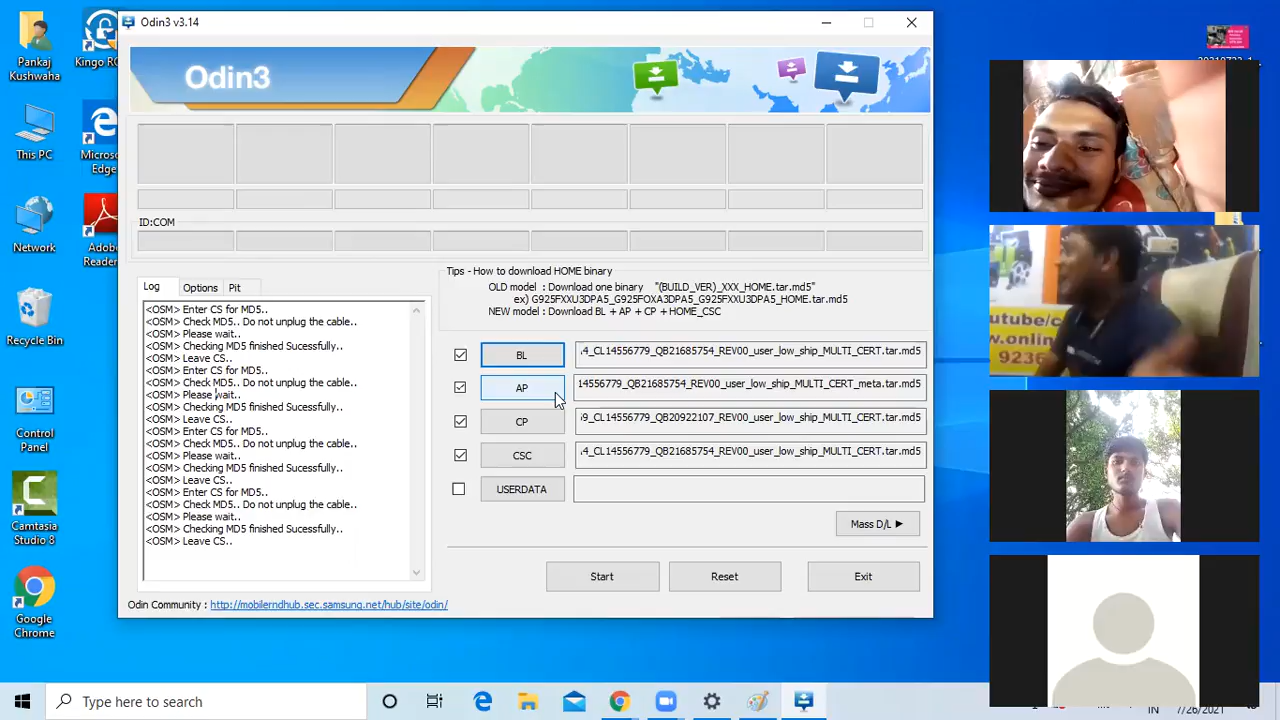 Odin3 v3.14
Pankaj
Kushwaha
Kingo RO
This PC
Microso
Edge
Network
Adob
Reader
Recycle Bin
Control
Panel
Camtasia
Studio 8
Google
Chrome
Odin3
ID:COM
Log
Options
Pit
<OSM> Enter CS for MD5..
<OSM> Check MD5.. Do not unplug the cable..
<OSM> Please wait..
<OSM> Checking MD5 finished Sucessfully..
<OSM> Leave CS..
<OSM> Enter CS for MD5..
<OSM> Check MD5.. Do not unplug the cable..
<OSM> Please wait..
<OSM> Checking MD5 finished Sucessfully..
<OSM> Leave CS..
<OSM> Enter CS for MD5..
<OSM> Check MD5.. Do not unplug the cable..
<OSM> Please wait..
<OSM> Checking MD5 finished Sucessfully..
<OSM> Leave CS..
<OSM> Enter CS for MD5..
<OSM> Check MD5.. Do not unplug the cable..
<OSM> Please wait..
<OSM> Checking MD5 finished Sucessfully..
<OSM> Leave CS..
Tips - How to download HOME binary
OLD model : Download one binary "(BUILD_VER)_XXX_HOME.tar.md5"
ex) G925FXXU3DPA5_G925FOXA3DPA5_G925FXXU3DPA5_HOME.tar.md5
NEW model : Download BL + AP + CP + HOME_CSC
BL .4_CL14556779_QB21685754_REV00_user_low_ship_MULTI_CERT.tar.md5
AP 14556779_QB21685754_REV00_user_low_ship_MULTI_CERT_meta.tar.md5
CP i9_CL14556779_QB20922107_REV00_user_low_ship_MULTI_CERT.tar.md5
CSC .4_CL14556779_QB21685754_REV00_user_low_ship_MULTI_CERT.tar.md5
USERDATA
Mass D/L ►
Start
Reset
Exit
Odin Community : http://mobilerndhub.sec.samsung.net/hub/site/odin/
outube/c
w.onlin
9236
Type here to search
IN
7/26/2021